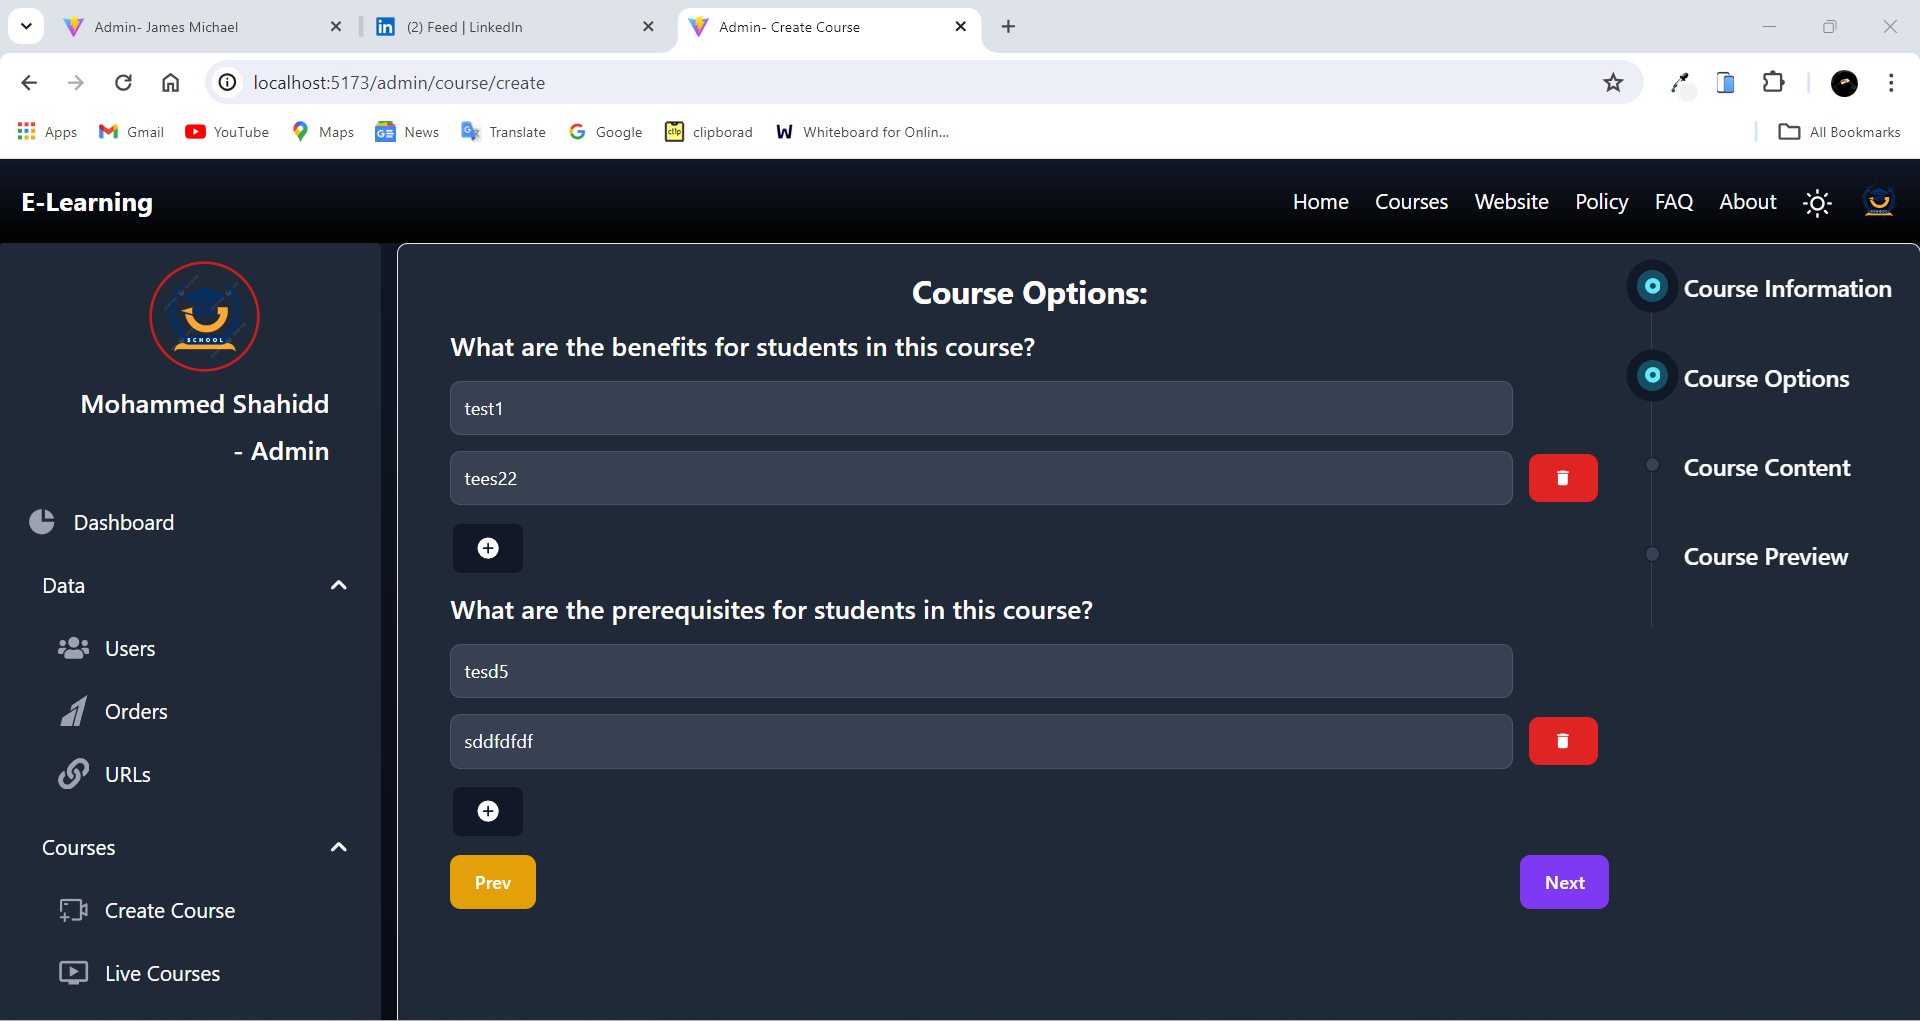 Admin- James Michael
(2) Feed | LinkedIn
Admin- Create Course
localhost:5173/admin/course/create
Apps
Gmail
YouTube
Maps
News
Translate
Google
clipborad
Whiteboard for Onlin...
All Bookmarks
E-Learning
Home
Courses
Website
Policy
FAQ
About
SCHOOL
Mohammed Shahidd
- Admin
Dashboard
Data
Users
Orders
URLs
Courses
Create Course
Live Courses
Course Options:
What are the benefits for students in this course?
test1
tees22
What are the prerequisites for students in this course?
tesd5
sddfdfdf
Prev
Next
Course Information
Course Options
Course Content
Course Preview